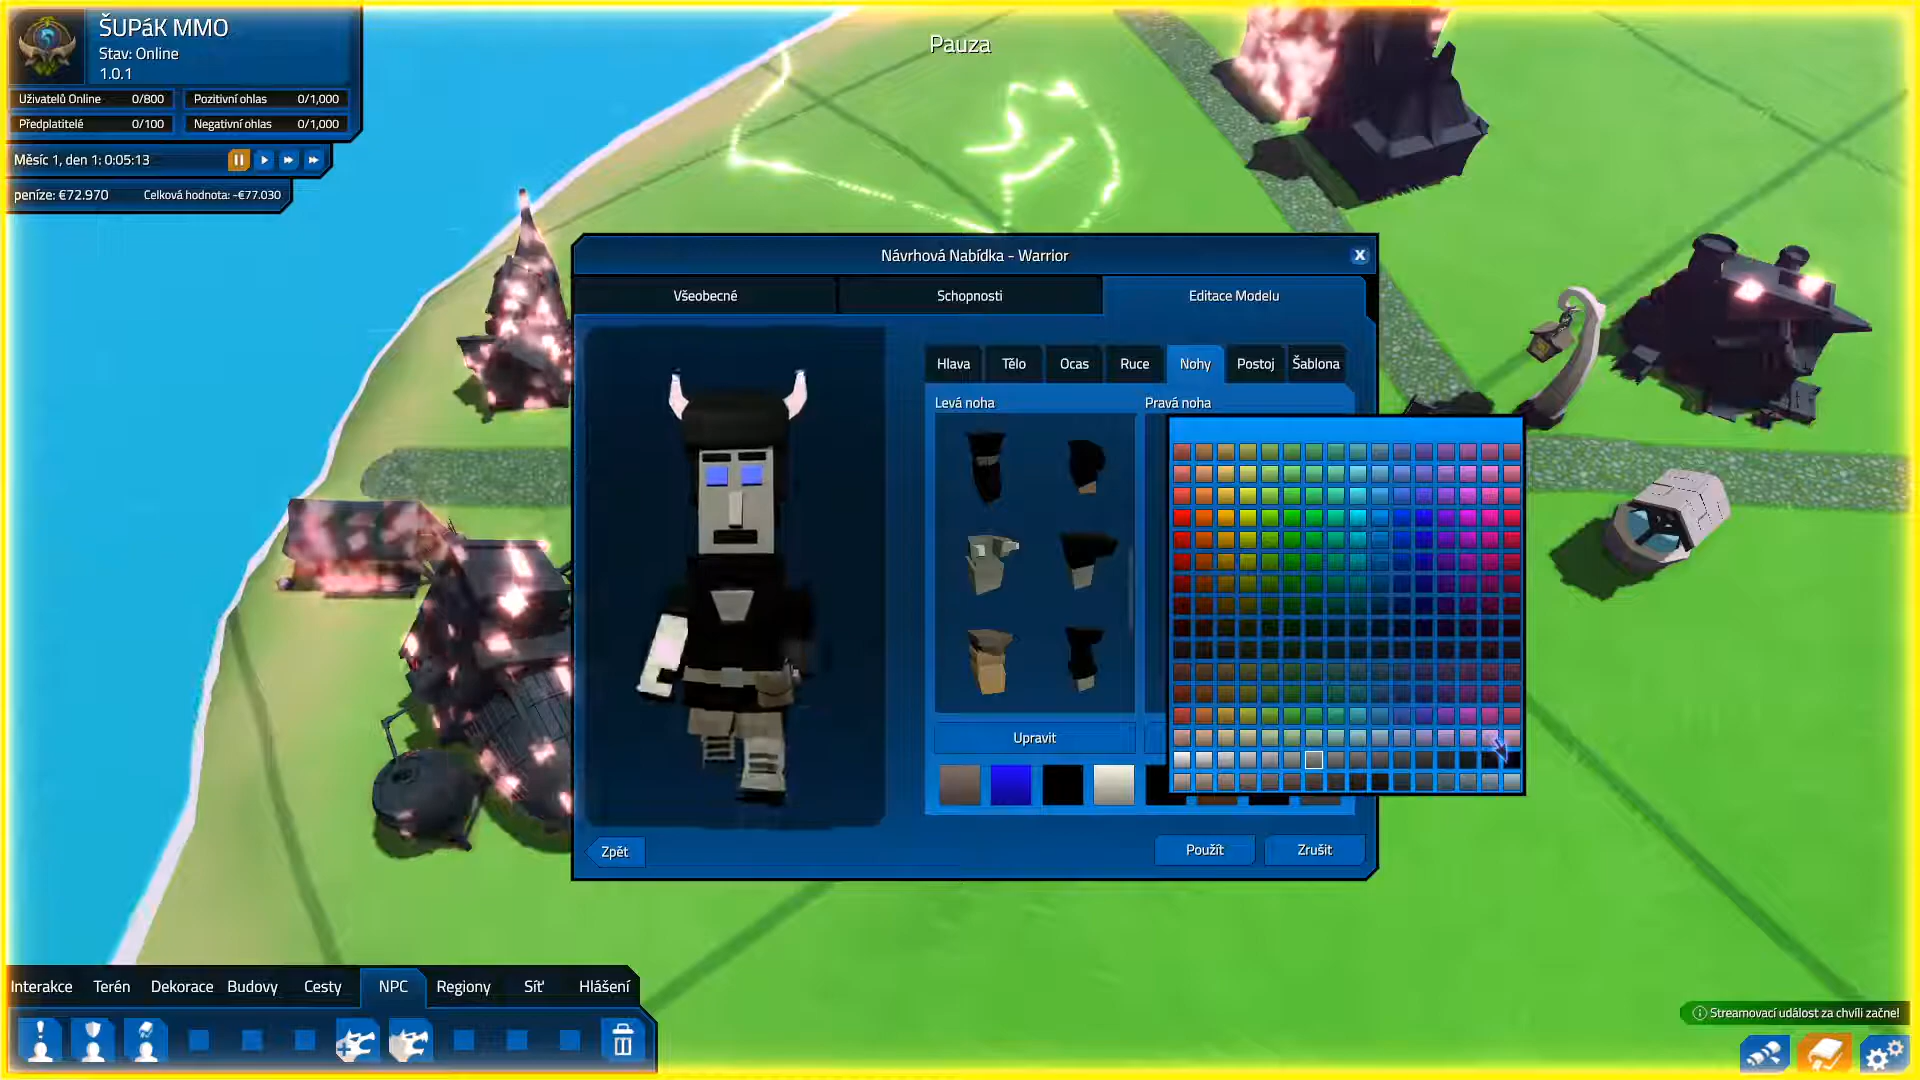 ŠUPáK MMO
Stav: Online
1.0.1
Uživatelů Online 0/800
Pozitivní ohlas 0/1,000
Předplatitelé 0/100
Negativní ohlas 0/1,000
Měsíc 1, den 1: 0:05:13
peníze: €72.970
Celková hodnota: -€77.030
Pauza
Návrhová Nabídka - Warrior
X
Všeobecné
Schopnosti
Editace Modelu
Hlava
Tělo
Ocas
Ruce
Nohy
Postoj
Šablona
Levá noha
Pravá noha
Upravit
Zpět
Použít
Zrušit
Interakce
Terén
Dekorace
Budovy
Cesty
NPC
Regiony
Síť
Hlášení
Streamovací událost za chvíli začne!